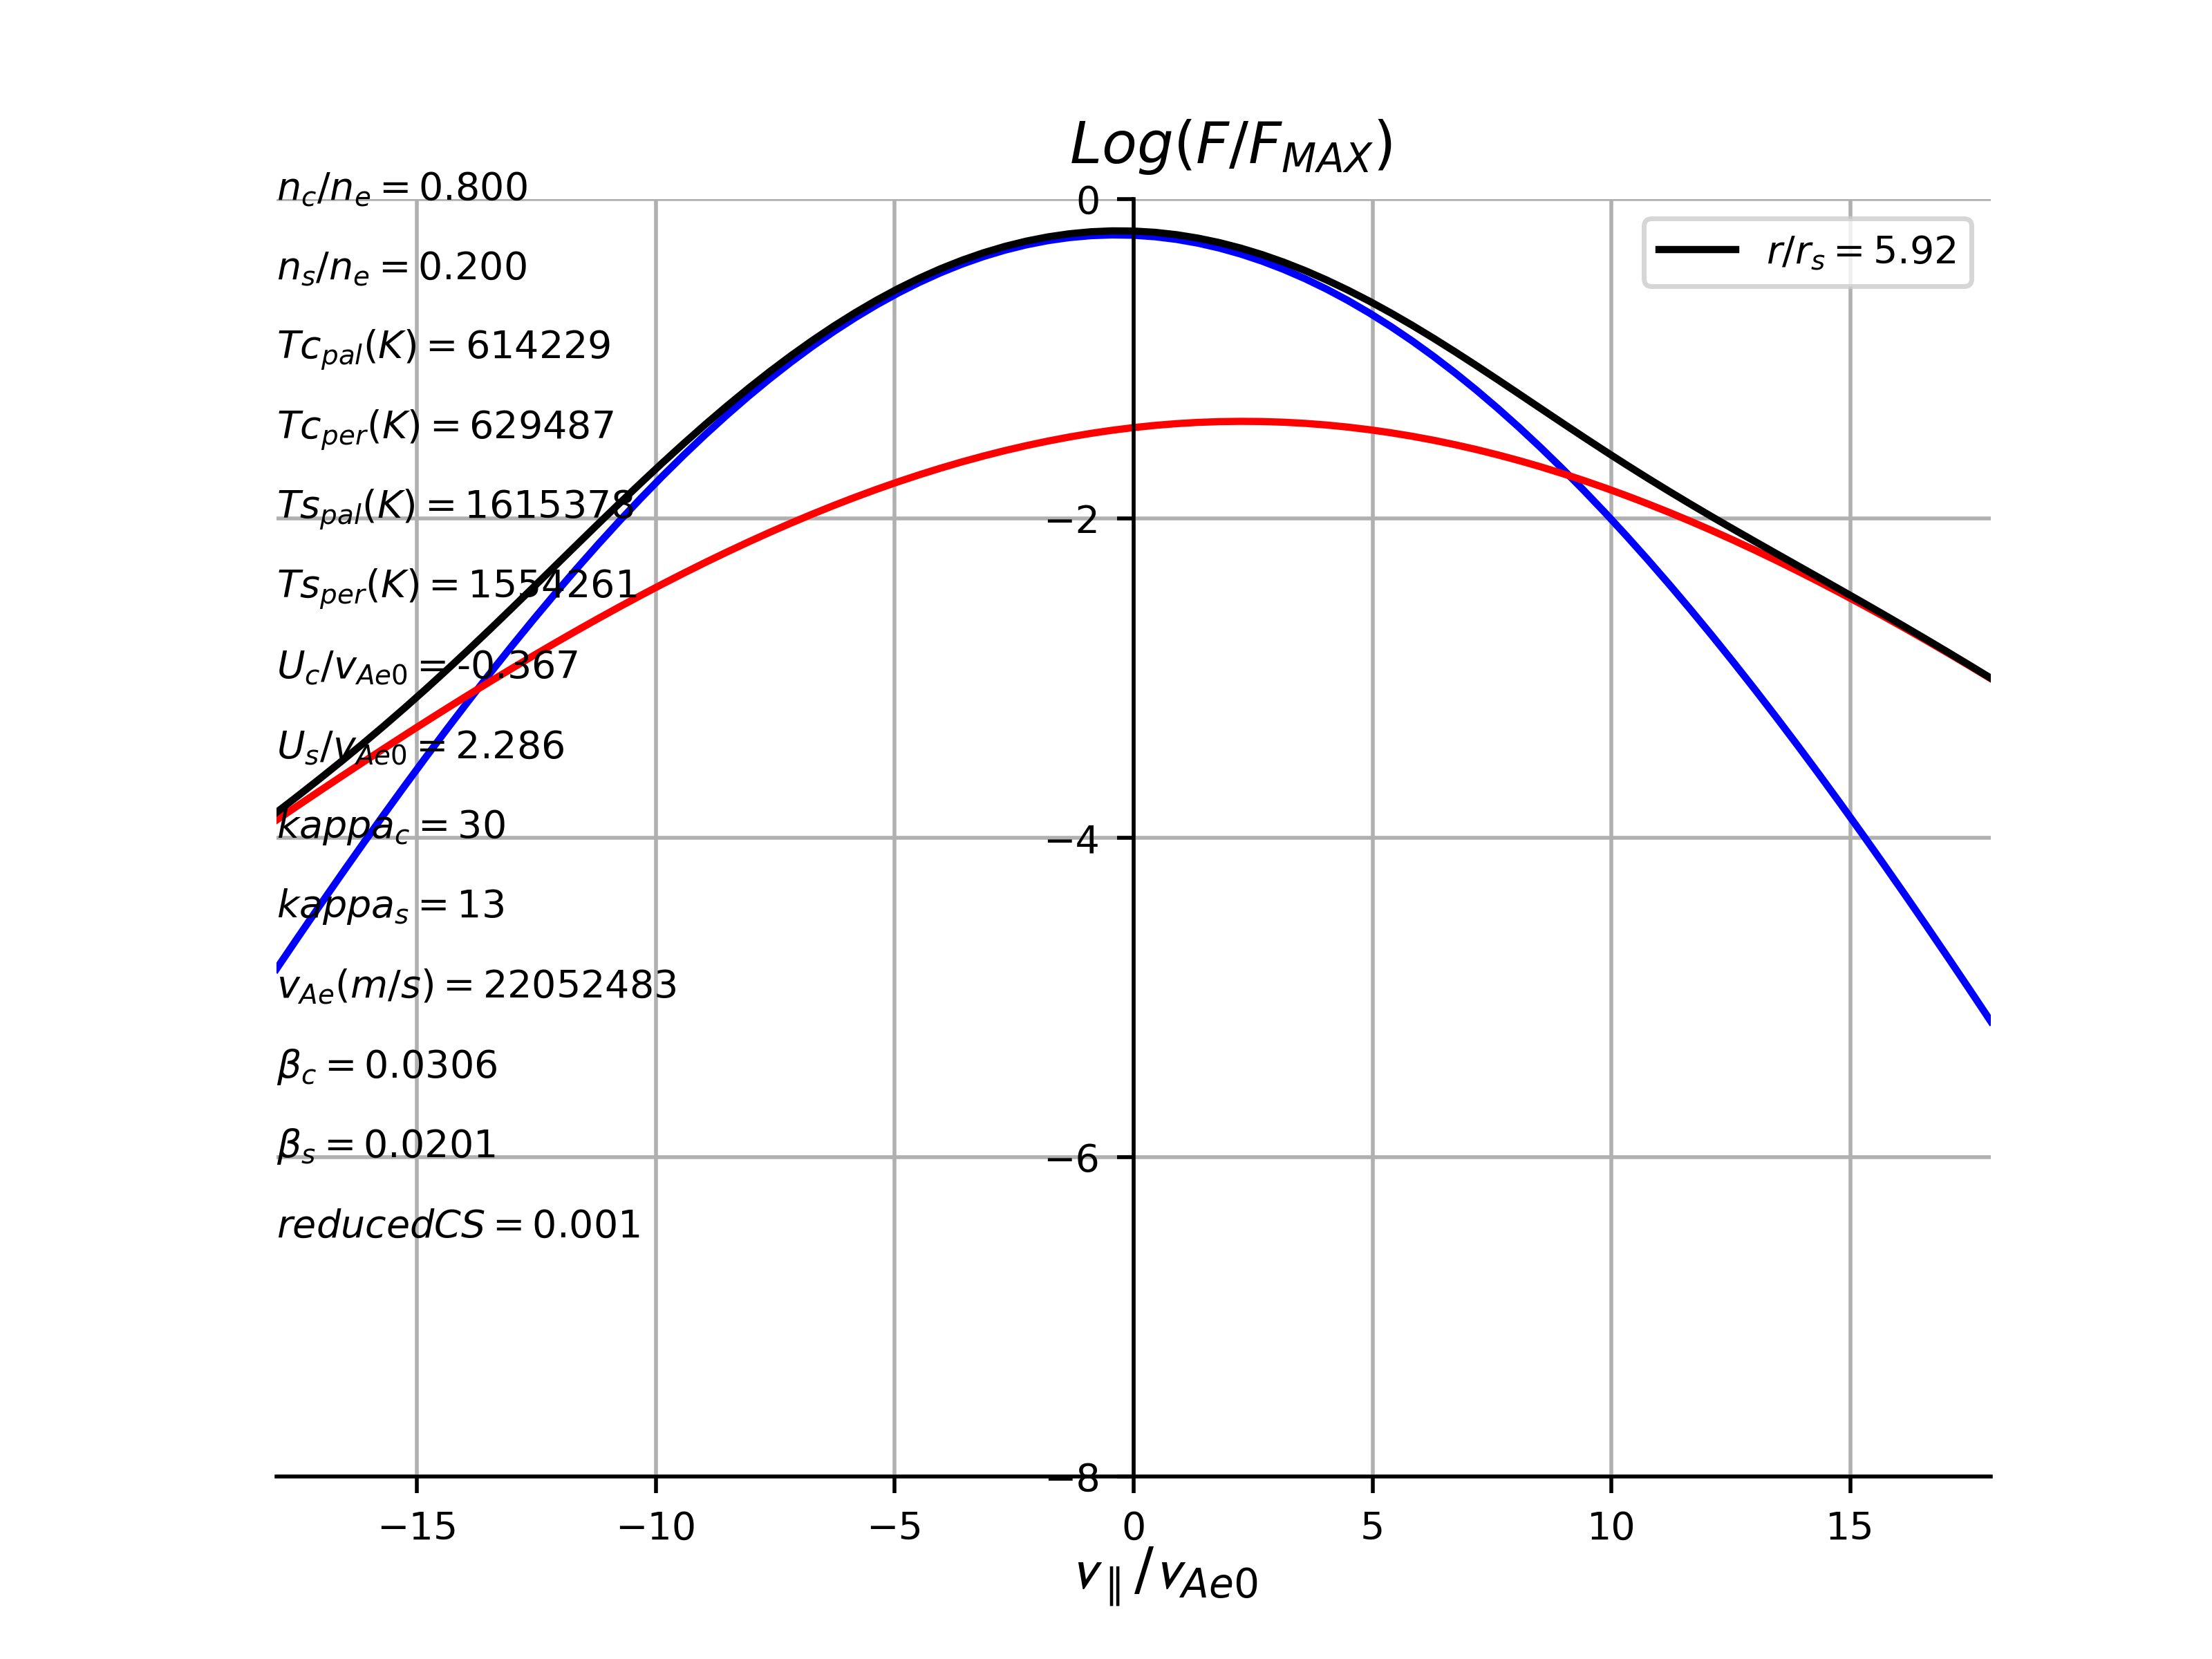 Log(F/F_MAX)
n_c/n_e = 0.800
n_s/n_e = 0.200
Tc_pal(K) = 614229
Tc_per(K) = 629487
Ts_pal(K) = 1615378
Ts_per(K) = 1554261
U_c/v_Ae0 = -0.367
U_s/v_Ae0 = 2.286
kappa_c = 30
kappa_s = 13
v_Ae(m/s) = 22052483
β_c = 0.0306
β_s = 0.0201
reducedCS = 0.001
r/r_s = 5.92
0
−2
−4
−6
−8
−15 −10 −5 0 5 10 15
v_∥/v_Ae0